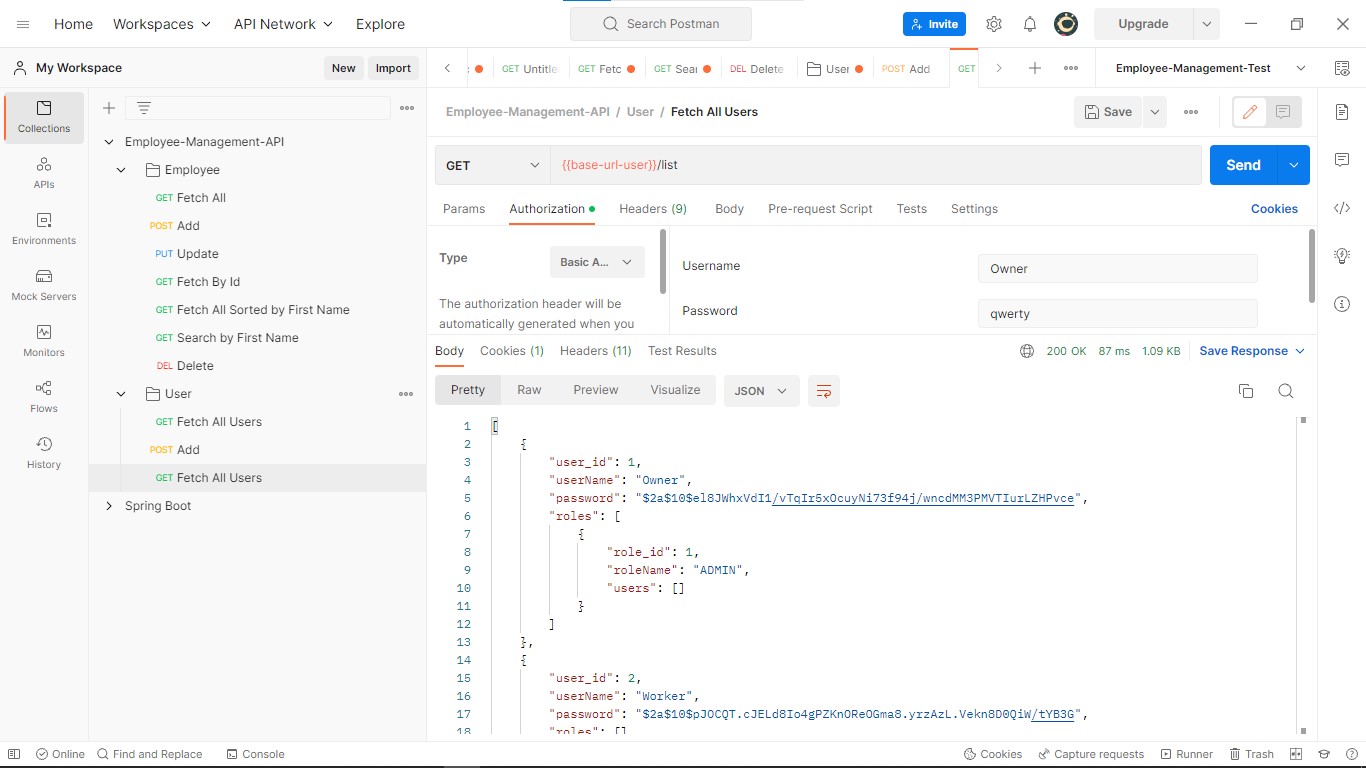 Home Workspaces API Network Explore Search Postman Invite Upgrade
My Workspace New Import
GET Untitle GET Fetc GET Sear DEL Delete User POST Add GET Employee-Management-Test
Collections
APIs
Environments
Mock Servers
Monitors
Flows
History
Employee-Management-API
Employee
GET Fetch All
POST Add
PUT Update
GET Fetch By Id
GET Fetch All Sorted by First Name
GET Search by First Name
DEL Delete
User
GET Fetch All Users
POST Add
GET Fetch All Users
Spring Boot
Employee-Management-API / User / Fetch All Users Save
GET {{base-url-user}}/list Send
Params Authorization Headers (9) Body Pre-request Script Tests Settings Cookies
Type Basic A...
The authorization header will be
automatically generated when you
Username Owner
Password qwerty
Body Cookies (1) Headers (11) Test Results 200 OK 87 ms 1.09 KB Save Response
Pretty Raw Preview Visualize JSON
1 [
2 {
3 "user_id": 1,
4 "userName": "Owner",
5 "password": "$2a$10$el8JWhxVdI1/vTqIr5xOcuyNi73f94j/wncdMM3PMVTIurLZHPvce",
6 "roles": [
7 {
8 "role_id": 1,
9 "roleName": "ADMIN",
10 "users": []
11 }
12 ]
13 },
14 {
15 "user_id": 2,
16 "userName": "Worker",
17 "password": "$2a$10$pJOCQT.cJELd8Io4gPZKnOReOGma8.yrzAzL.Vekn8D0QiW/tYB3G",
18 "roles": []
Online Find and Replace Console Cookies Capture requests Runner Trash